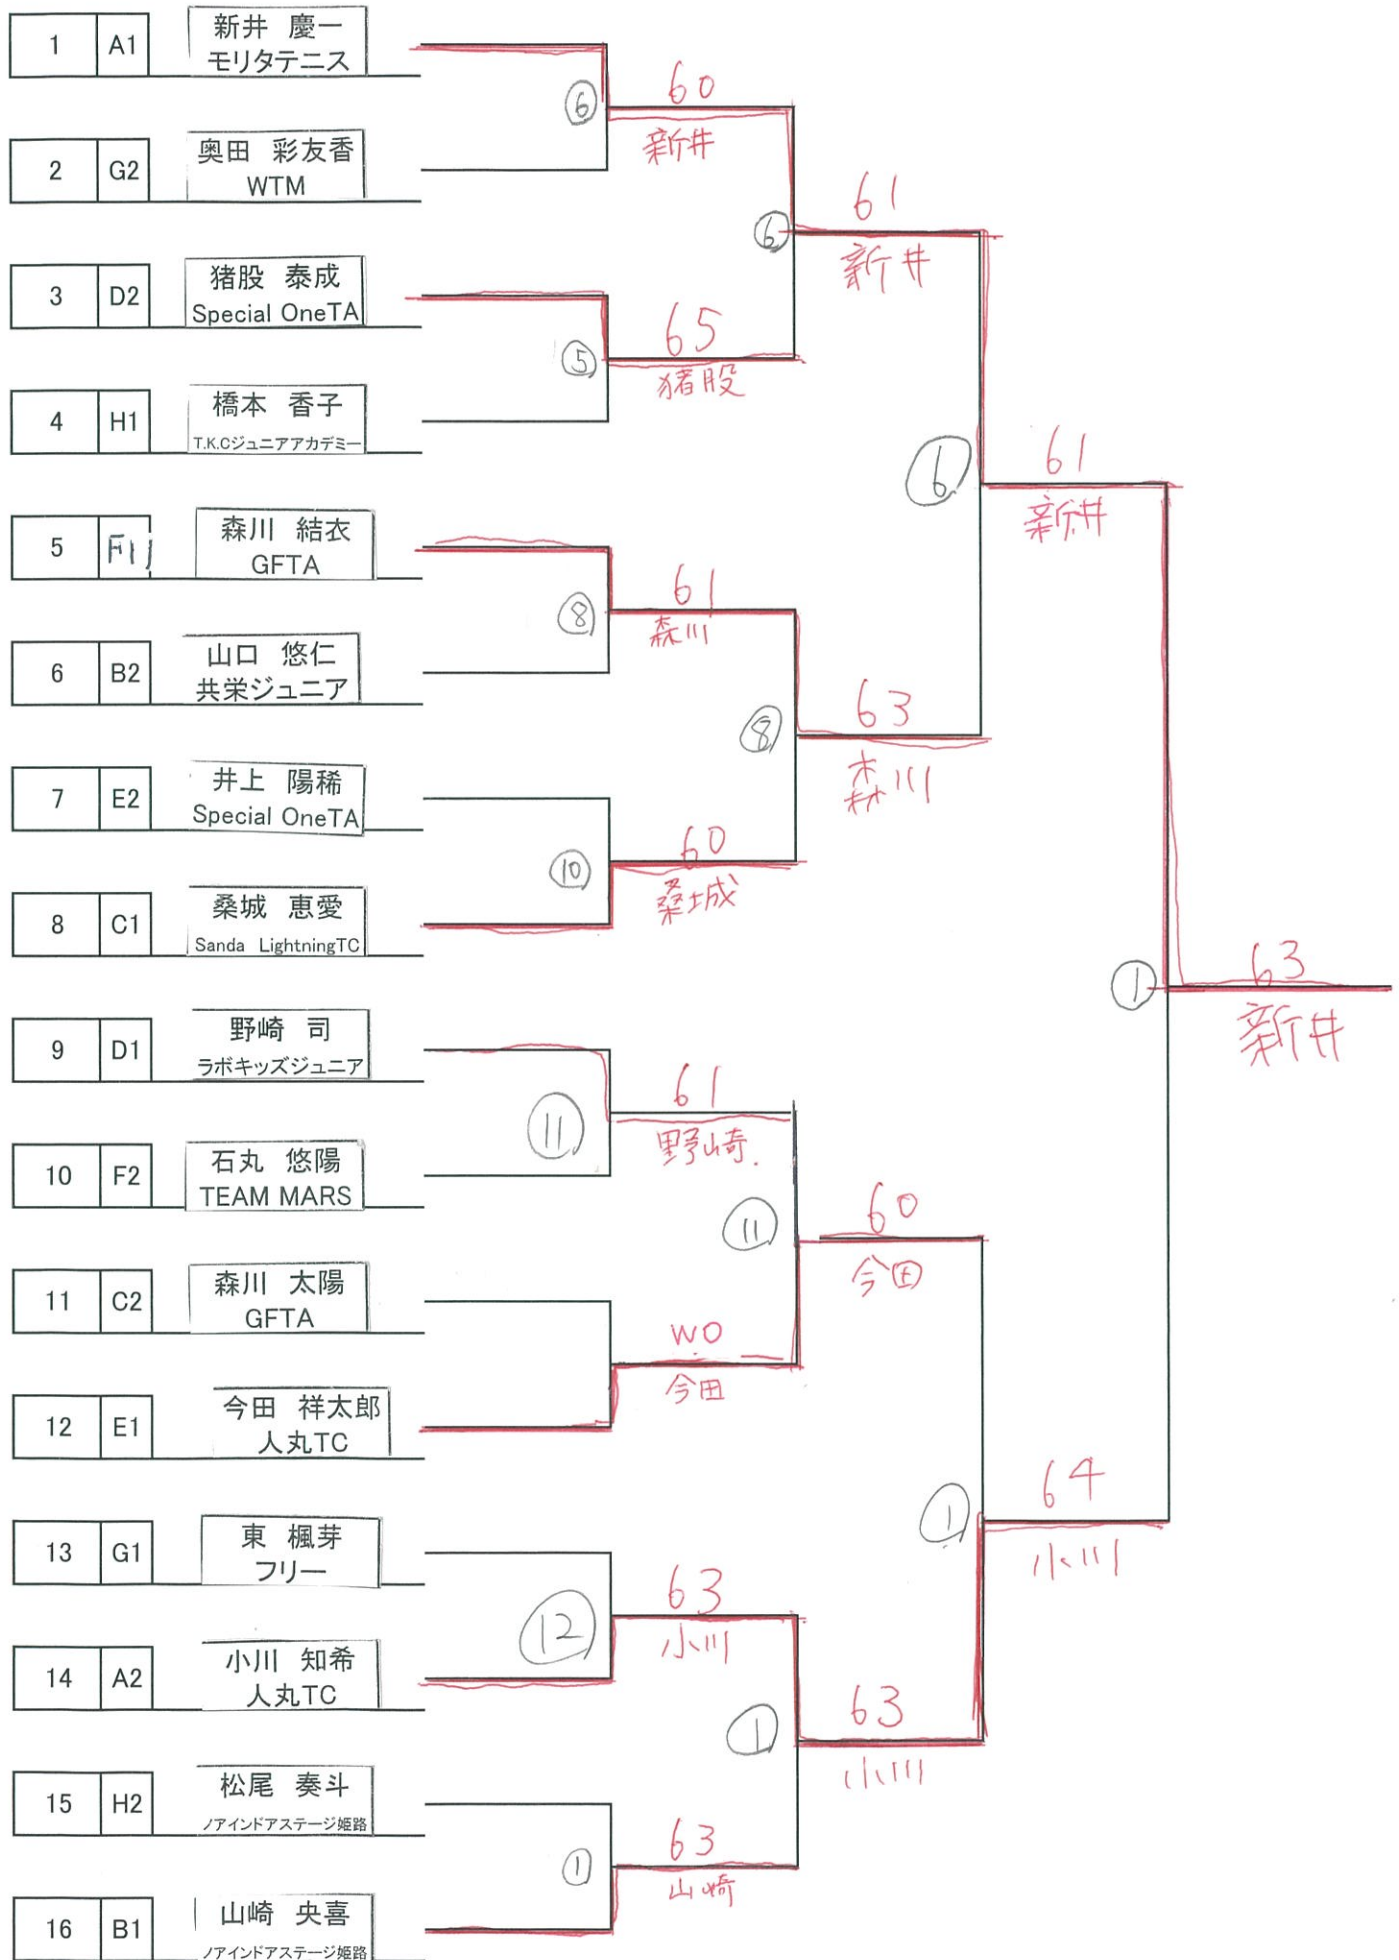 1 A1 新井 慶一
モリタテニス
⑥ 60
新井
2 G2 奥田 彩友香
WTM
⑥ 61
新井
3 D2 猪股 泰成
Special OneTA
⑤ 65
猪股
4 H1 橋本 香子
T.K.Cジュニアアカデミー
⑥ 61
新井
5 F1 森川 結衣
GFTA
⑧ 61
森川
6 B2 山口 悠仁
共栄ジュニア
⑧ 63
森川
7 E2 井上 陽稀
Special OneTA
⑩ 60
桑城
8 C1 桑城 恵愛
Sanda LightningTC
① 63
新井
9 D1 野崎 司
ラボキッズジュニア
⑪ 61
野崎.
10 F2 石丸 悠陽
TEAM MARS
⑪ 60
今田
11 C2 森川 太陽
GFTA
WO
今田
12 E1 今田 祥太郎
人丸TC
① 64
小川
13 G1 東 楓芽
フリー
⑫ 63
小川
14 A2 小川 知希
人丸TC
① 63
小川
15 H2 松尾 奏斗
ノアインドアステージ姫路
① 63
山崎
16 B1 山崎 央喜
ノアインドアステージ姫路